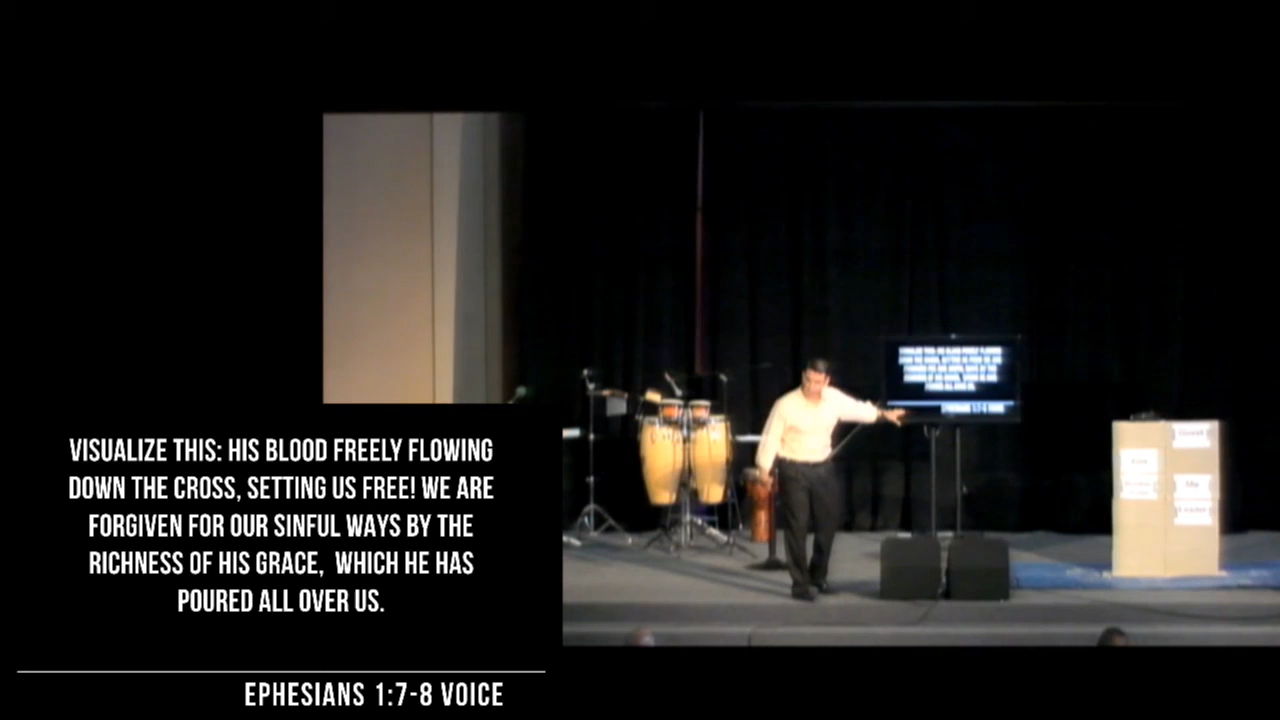 VISUALIZE THIS: HIS BLOOD FREELY FLOWING
DOWN THE CROSS, SETTING US FREE! WE ARE
FORGIVEN FOR OUR SINFUL WAYS BY THE
RICHNESS OF HIS GRACE, WHICH HE HAS
POURED ALL OVER US.
EPHESIANS 1:7-8 VOICE